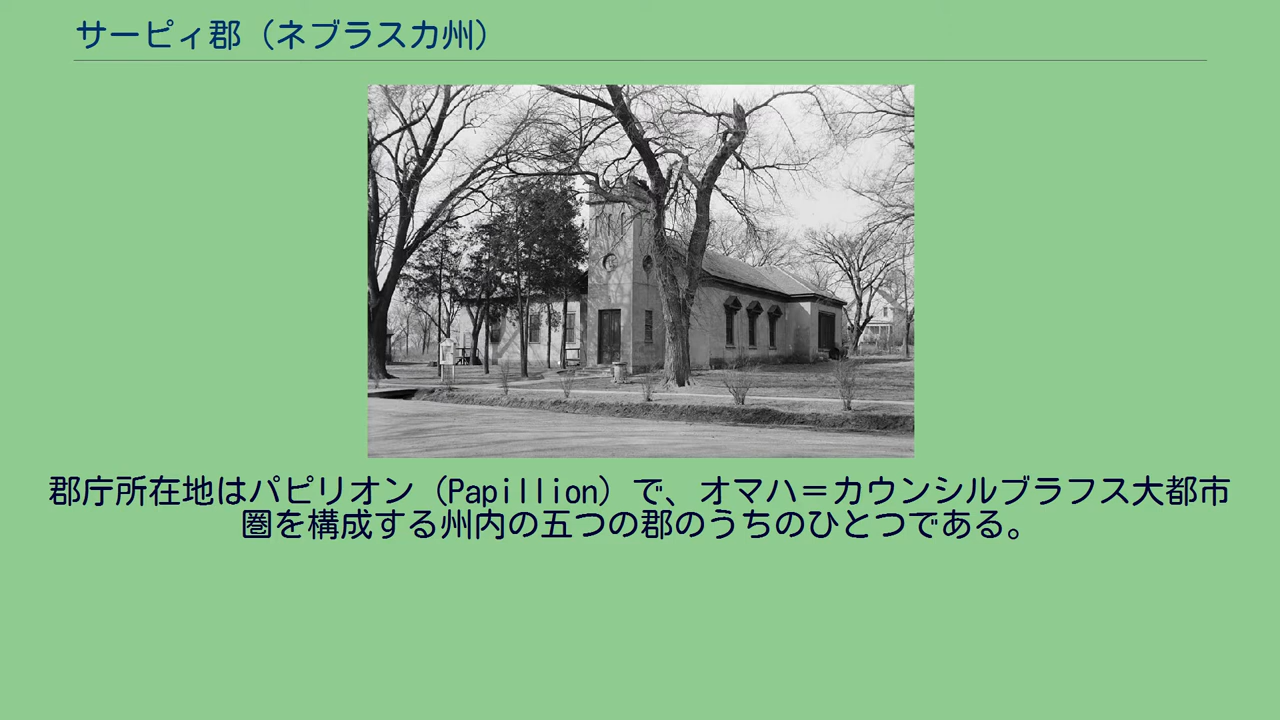 サーピィ郡（ネブラスカ州）
郡庁所在地はパピリオン（Papillion）で、オマハ＝カウンシルブラフス大都市
圏を構成する州内の五つの郡のうちのひとつである。